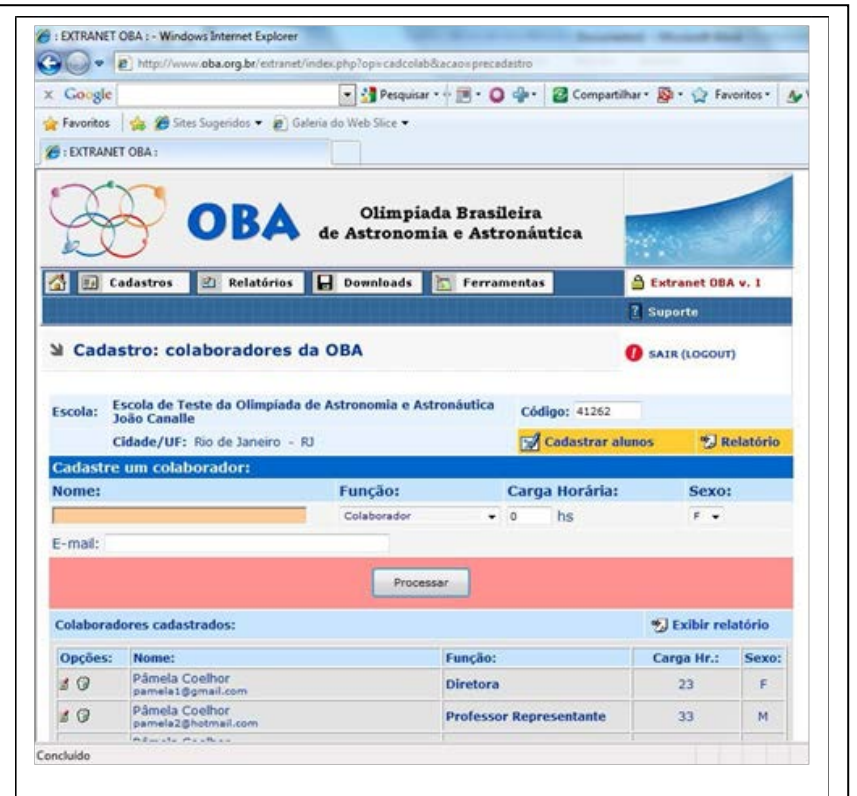 : EXTRANET OBA : - Windows Internet Explorer
http://www.oba.org.br/extranet/index.php?op=cadcolab&acao=precadastro
x Google Pesquisar Compartilhar Favoritos
Favoritos Sites Sugeridos Galeria do Web Slice
: EXTRANET OBA :
OBA Olimpíada Brasileira
de Astronomia e Astronáutica
Cadastros Relatórios Downloads Ferramentas Extranet OBA v. 1
Suporte
Cadastro: colaboradores da OBA SAIR (LOGOUT)
Escola: Escola de Teste da Olimpíada de Astronomia e Astronáutica
João Canalle Código: 41262
Cidade/UF: Rio de Janeiro - RJ Cadastrar alunos Relatório
Cadastre um colaborador:
Nome: Função: Carga Horária: Sexo:
Colaborador 0 hs F
E-mail:
Processar
Colaboradores cadastrados: Exibir relatório
Opções: Nome: Função: Carga Hr.: Sexo:
Pâmela Coelhor Diretora 23 F
pamela1@gmail.com
Pâmela Coelhor Professor Representante 33 M
pamela2@hotmail.com
Concluído